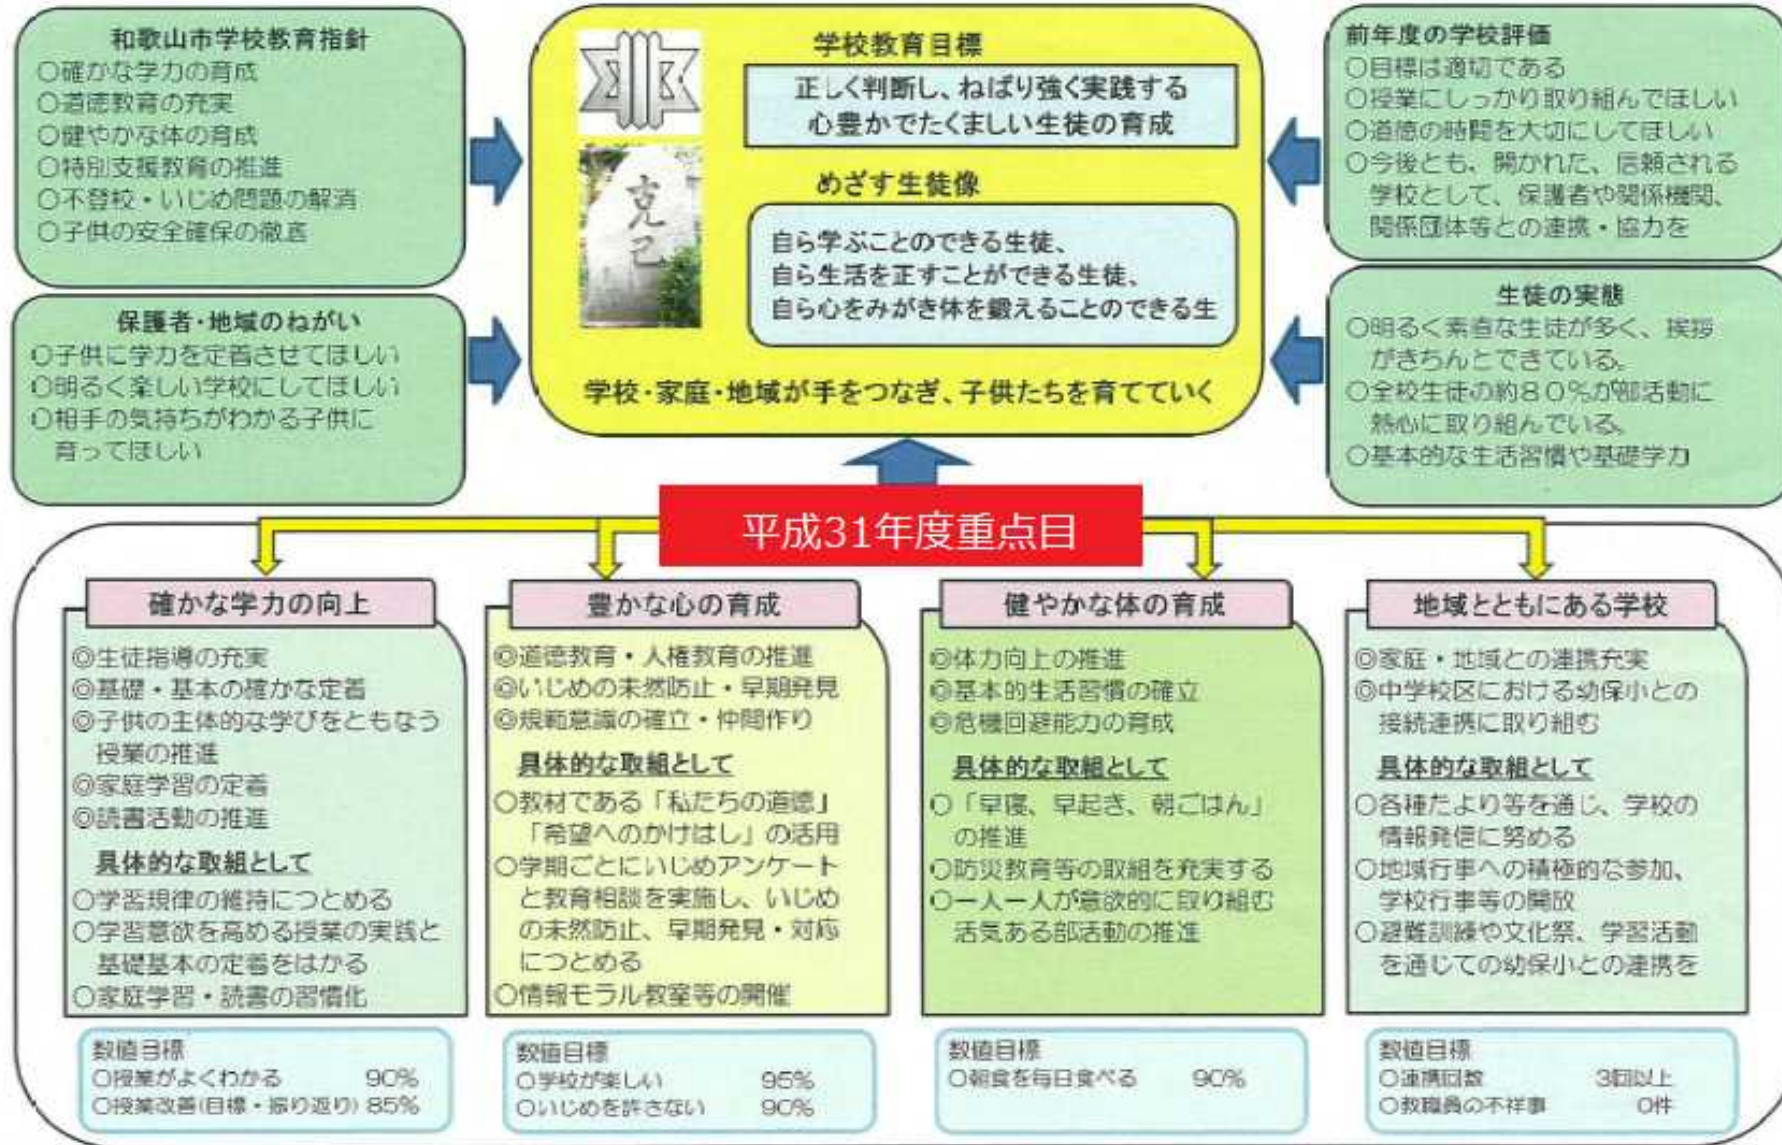 和歌山市学校教育指針
○確かな学力の育成
○道徳教育の充実
○健やかな体の育成
○特別支援教育の推進
○不登校・いじめ問題の解消
○子供の安全確保の徹底
保護者・地域のねがい
○子供に学力を定着させてほしい
○明るく楽しい学校にしてほしい
○相手の気持ちがわかる子供に
育ってほしい
学校教育目標
正しく判断し、ねばり強く実践する
心豊かでたくましい生徒の育成
克己
めざす生徒像
自ら学ぶことのできる生徒、
自ら生活を正すことができる生徒、
自ら心をみがき体を鍛えることのできる生
学校・家庭・地域が手をつなぎ、子供たちを育てていく
前年度の学校評価
○目標は適切である
○授業にしっかり取り組んでほしい
○道徳の時間を大切にしてほしい
○今後とも、開かれた、信頼される
学校として、保護者や関係機関、
関係団体等との連携・協力を
生徒の実態
○明るく素直な生徒が多く、挨拶
がきちんとできている。
○全校生徒の約80%が部活動に
熱心に取り組んでいる。
○基本的な生活習慣や基礎学力
平成31年度重点目
確かな学力の向上
◎生徒指導の充実
◎基礎・基本の確かな定着
◎子供の主体的な学びをともなう
授業の推進
◎家庭学習の定着
◎読書活動の推進
具体的な取組として
○学習規律の維持につとめる
○学習意欲を高める授業の実践と
基礎基本の定着をはかる
○家庭学習・読書の習慣化
数値目標
○授業がよくわかる 90%
○授業改善(目標・振り返り) 85%
豊かな心の育成
◎道徳教育・人権教育の推進
◎いじめの未然防止・早期発見
◎規範意識の確立・仲間作り
具体的な取組として
○教材である「私たちの道徳」
「希望へのかけはし」の活用
○学期ごとにいじめアンケート
と教育相談を実施し、いじめ
の未然防止、早期発見・対応
につとめる
○情報モラル教室等の開催
数値目標
○学校が楽しい 95%
○いじめを許さない 90%
健やかな体の育成
◎体力向上の推進
◎基本的生活習慣の確立
◎危機回避能力の育成
具体的な取組として
○「早寝、早起き、朝ごはん」
の推進
○防災教育等の取組を充実する
○一人一人が意欲的に取り組む
活気ある部活動の推進
数値目標
○朝食を毎日食べる 90%
地域とともにある学校
◎家庭・地域との連携充実
◎中学校区における幼保小との
接続連携に取り組む
具体的な取組として
○各種たより等を通じ、学校の
情報発信に努める
○地域行事への積極的な参加、
学校行事等の開放
○避難訓練や文化祭、学習活動
を通じての幼保小との連携を
数値目標
○連携回数 3回以上
○教職員の不祥事 0件